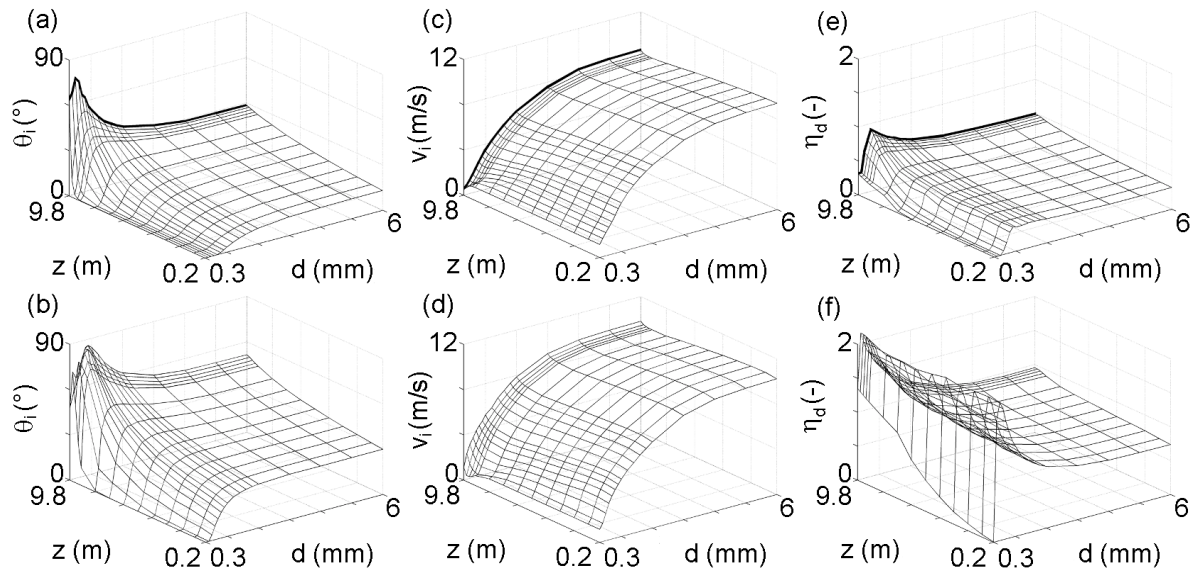 (a)
90
θi (°)
0
9.8
z (m)
0.2
0.3
d (mm)
6
(c)
12
vi (m/s)
0
9.8
z (m)
0.2
0.3
d (mm)
6
(e)
2
ηd (-)
0
9.8
z (m)
0.2
0.3
d (mm)
6
(b)
90
θi (°)
0
9.8
z (m)
0.2
0.3
d (mm)
6
(d)
12
vi (m/s)
0
9.8
z (m)
0.2
0.3
d (mm)
6
(f)
2
ηd (-)
0
9.8
z (m)
0.2
0.3
d (mm)
6